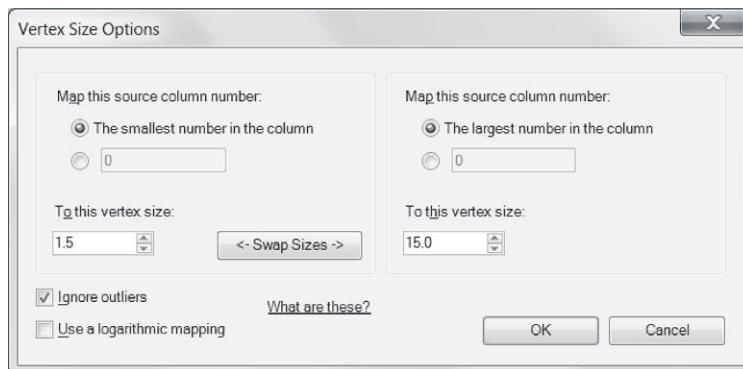 Vertex Size Options
X
Map this source column number:
The smallest number in the column
0
To this vertex size:
1.5
<- Swap Sizes ->
Map this source column number:
The largest number in the column
0
To this vertex size:
15.0
Ignore outliers
Use a logarithmic mapping
What are these?
OK
Cancel